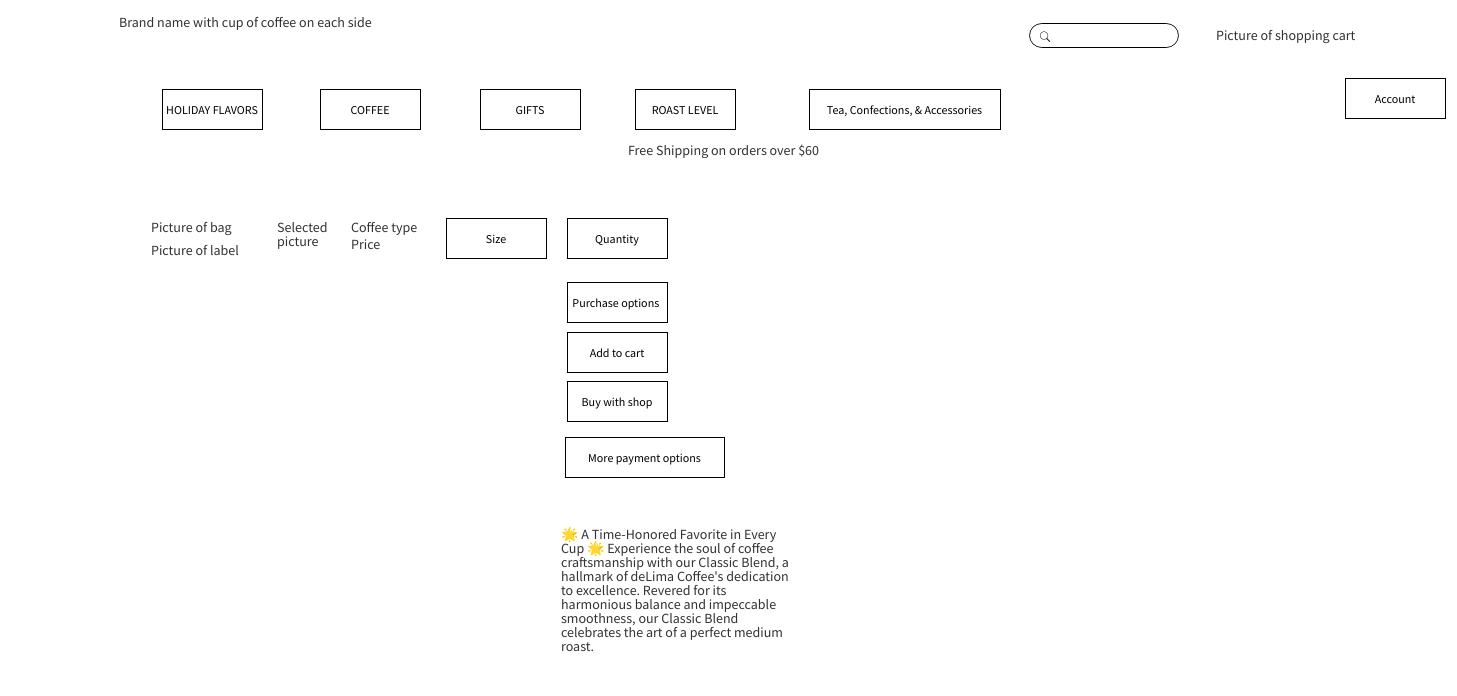 Brand name with cup of coffee on each side
Picture of shopping cart
Account
HOLIDAY FLAVORS
COFFEE
GIFTS
ROAST LEVEL
Tea, Confections, & Accessories
Free Shipping on orders over $60
Picture of bag
Picture of label
Selected
picture
Coffee type
Price
Size
Quantity
Purchase options
Add to cart
Buy with shop
More payment options
🌟 A Time-Honored Favorite in Every
Cup 🌟 Experience the soul of coffee
craftsmanship with our Classic Blend, a
hallmark of deLima Coffee's dedication
to excellence. Revered for its
harmonious balance and impeccable
smoothness, our Classic Blend
celebrates the art of a perfect medium
roast.